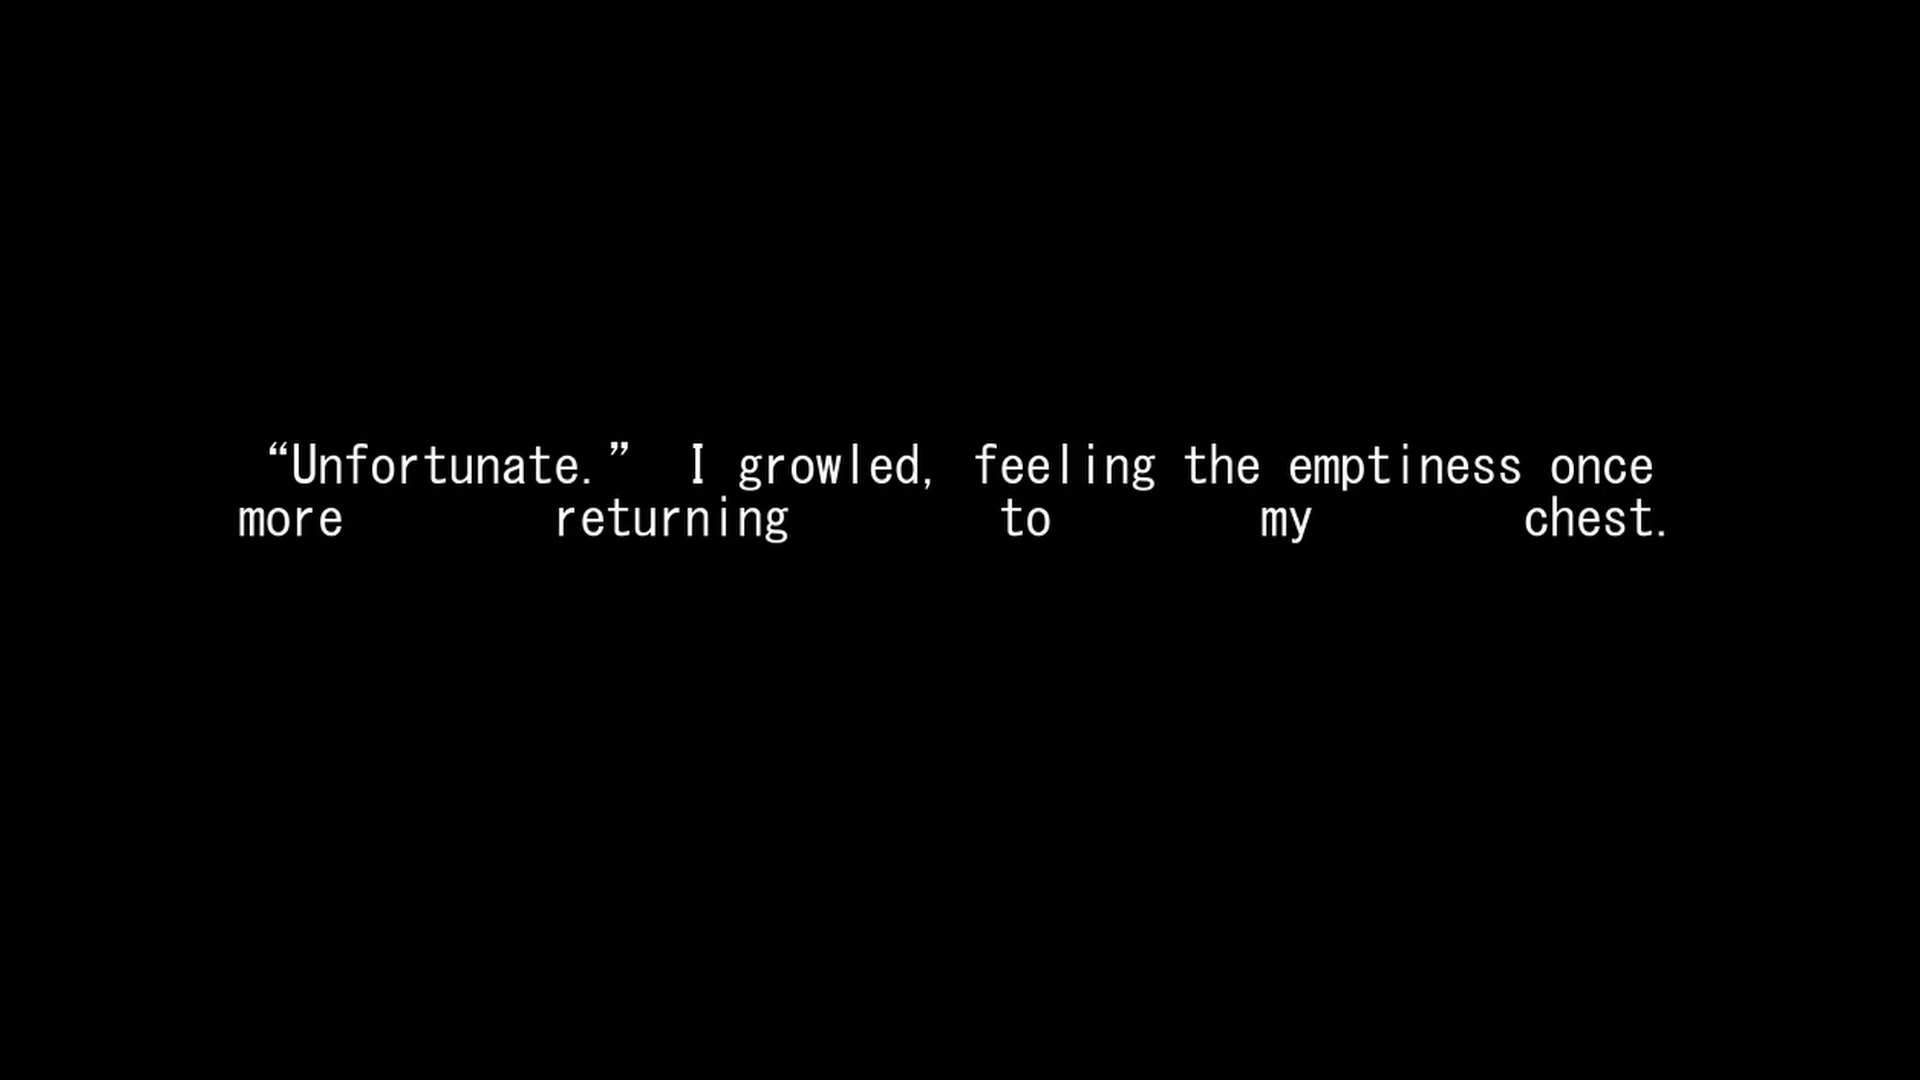 “Unfortunate.” I growled, feeling the emptiness once
more returning to my chest.